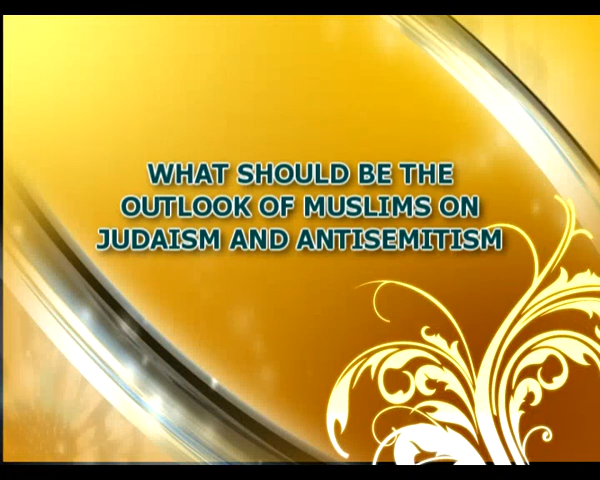 WHAT SHOULD BE THE
OUTLOOK OF MUSLIMS ON
JUDAISM AND ANTISEMITISM